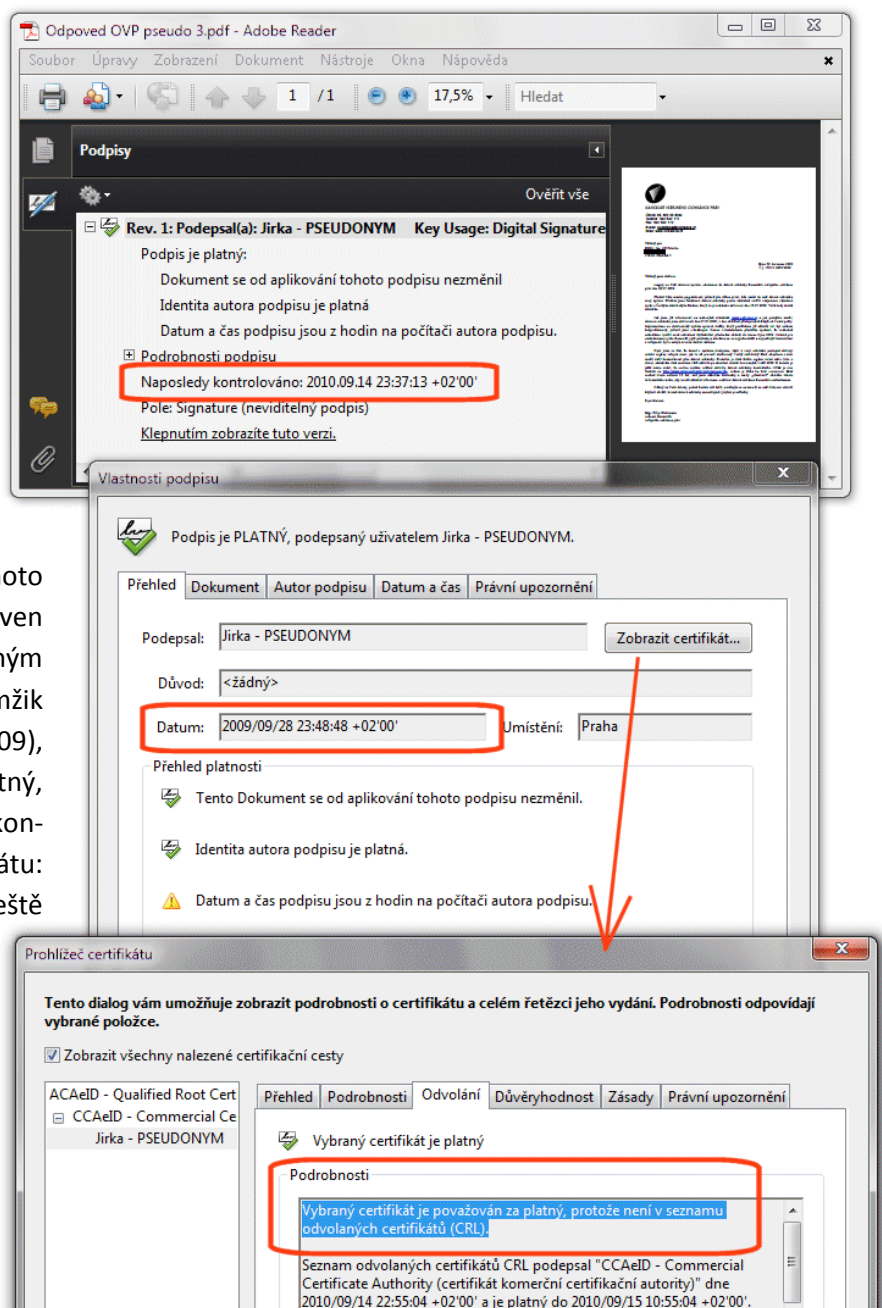 Odpoved OVP pseudo 3.pdf - Adobe Reader
Soubor Úpravy Zobrazení Dokument Nástroje Okna Nápověda
1 /1 17,5% Hledat
Podpisy
Ověřit vše
Rev. 1: Podepsal(a): Jirka - PSEUDONYM Key Usage: Digital Signature
Podpis je platný:
Dokument se od aplikování tohoto podpisu nezměnil
Identita autora podpisu je platná
Datum a čas podpisu jsou z hodin na počítači autora podpisu.
Podrobnosti podpisu
Naposledy kontrolováno: 2010.09.14 23:37:13 +02'00'
Pole: Signature (neviditelný podpis)
Klepnutím zobrazíte tuto verzi.
Vlastnosti podpisu
Podpis je PLATNÝ, podepsaný uživatelem Jirka - PSEUDONYM.
Přehled Dokument Autor podpisu Datum a čas Právní upozornění
Podepsal: Jirka - PSEUDONYM Zobrazit certifikát...
Důvod: <žádný>
Datum: 2009/09/28 23:48:48 +02'00' Umístění: Praha
Přehled platnosti
Tento Dokument se od aplikování tohoto podpisu nezměnil.
Identita autora podpisu je platná.
Datum a čas podpisu jsou z hodin na počítači autora podpisu.
oto
ven
ným
mžik
09),
tný,
kon-
átu:
eště
Prohlížeč certifikátu
Tento dialog vám umožňuje zobrazit podrobnosti o certifikátu a celém řetězci jeho vydání. Podrobnosti odpovídají
vybrané položce.
Zobrazit všechny nalezené certifikační cesty
ACAeID - Qualified Root Cert
CCAeID - Commercial Ce
Jirka - PSEUDONYM
Přehled Podrobnosti Odvolání Důvěryhodnost Zásady Právní upozornění
Vybraný certifikát je platný
Podrobnosti
Vybraný certifikát je považován za platný, protože není v seznamu
odvolaných certifikátů (CRL).
Seznam odvolaných certifikátů CRL podepsal "CCAeID - Commercial
Certificate Authority (certifikát komerční certifikační autority)" dne
2010/09/14 22:55:04 +02'00' a je platný do 2010/09/15 10:55:04 +02'00'.